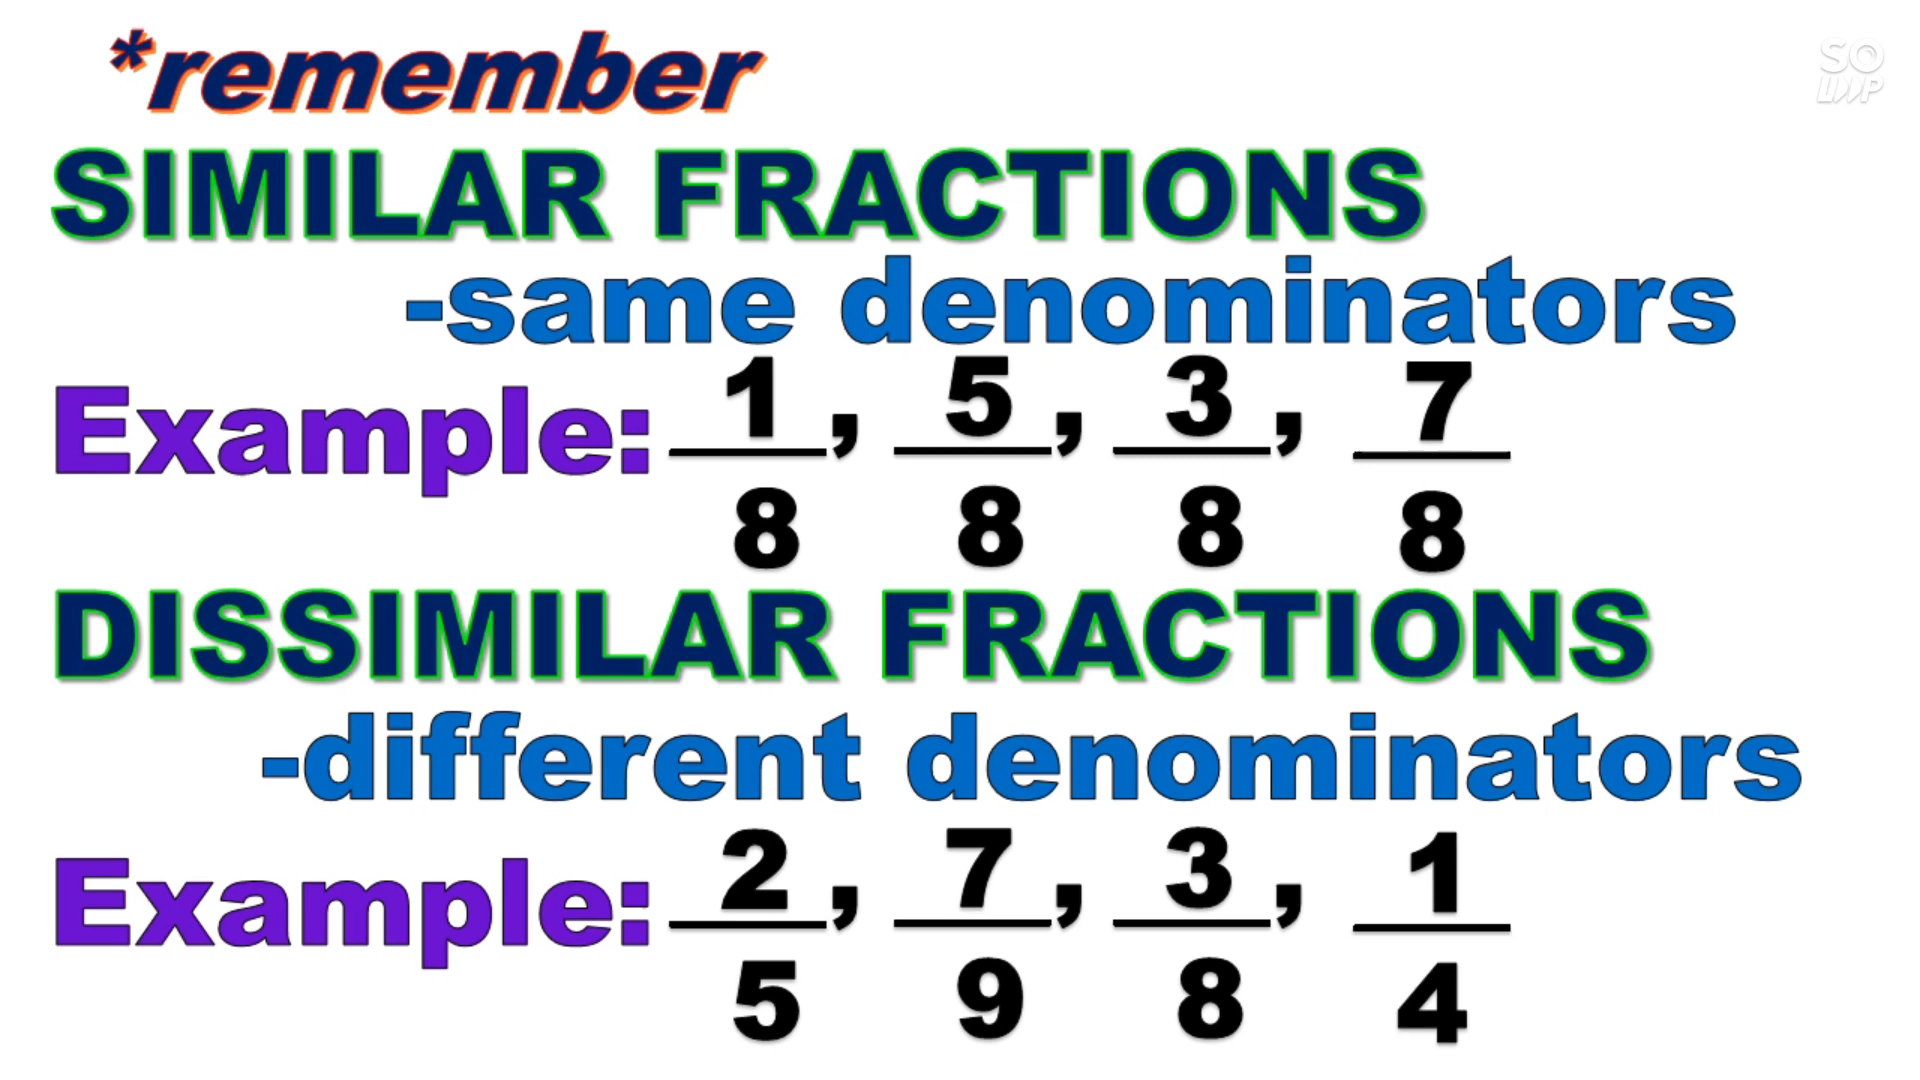 *remember
SO
LOOP
SIMILAR FRACTIONS
-same denominators
Example: 1/8, 5/8, 3/8, 7/8
DISSIMILAR FRACTIONS
-different denominators
Example: 2/5, 7/9, 3/8, 1/4